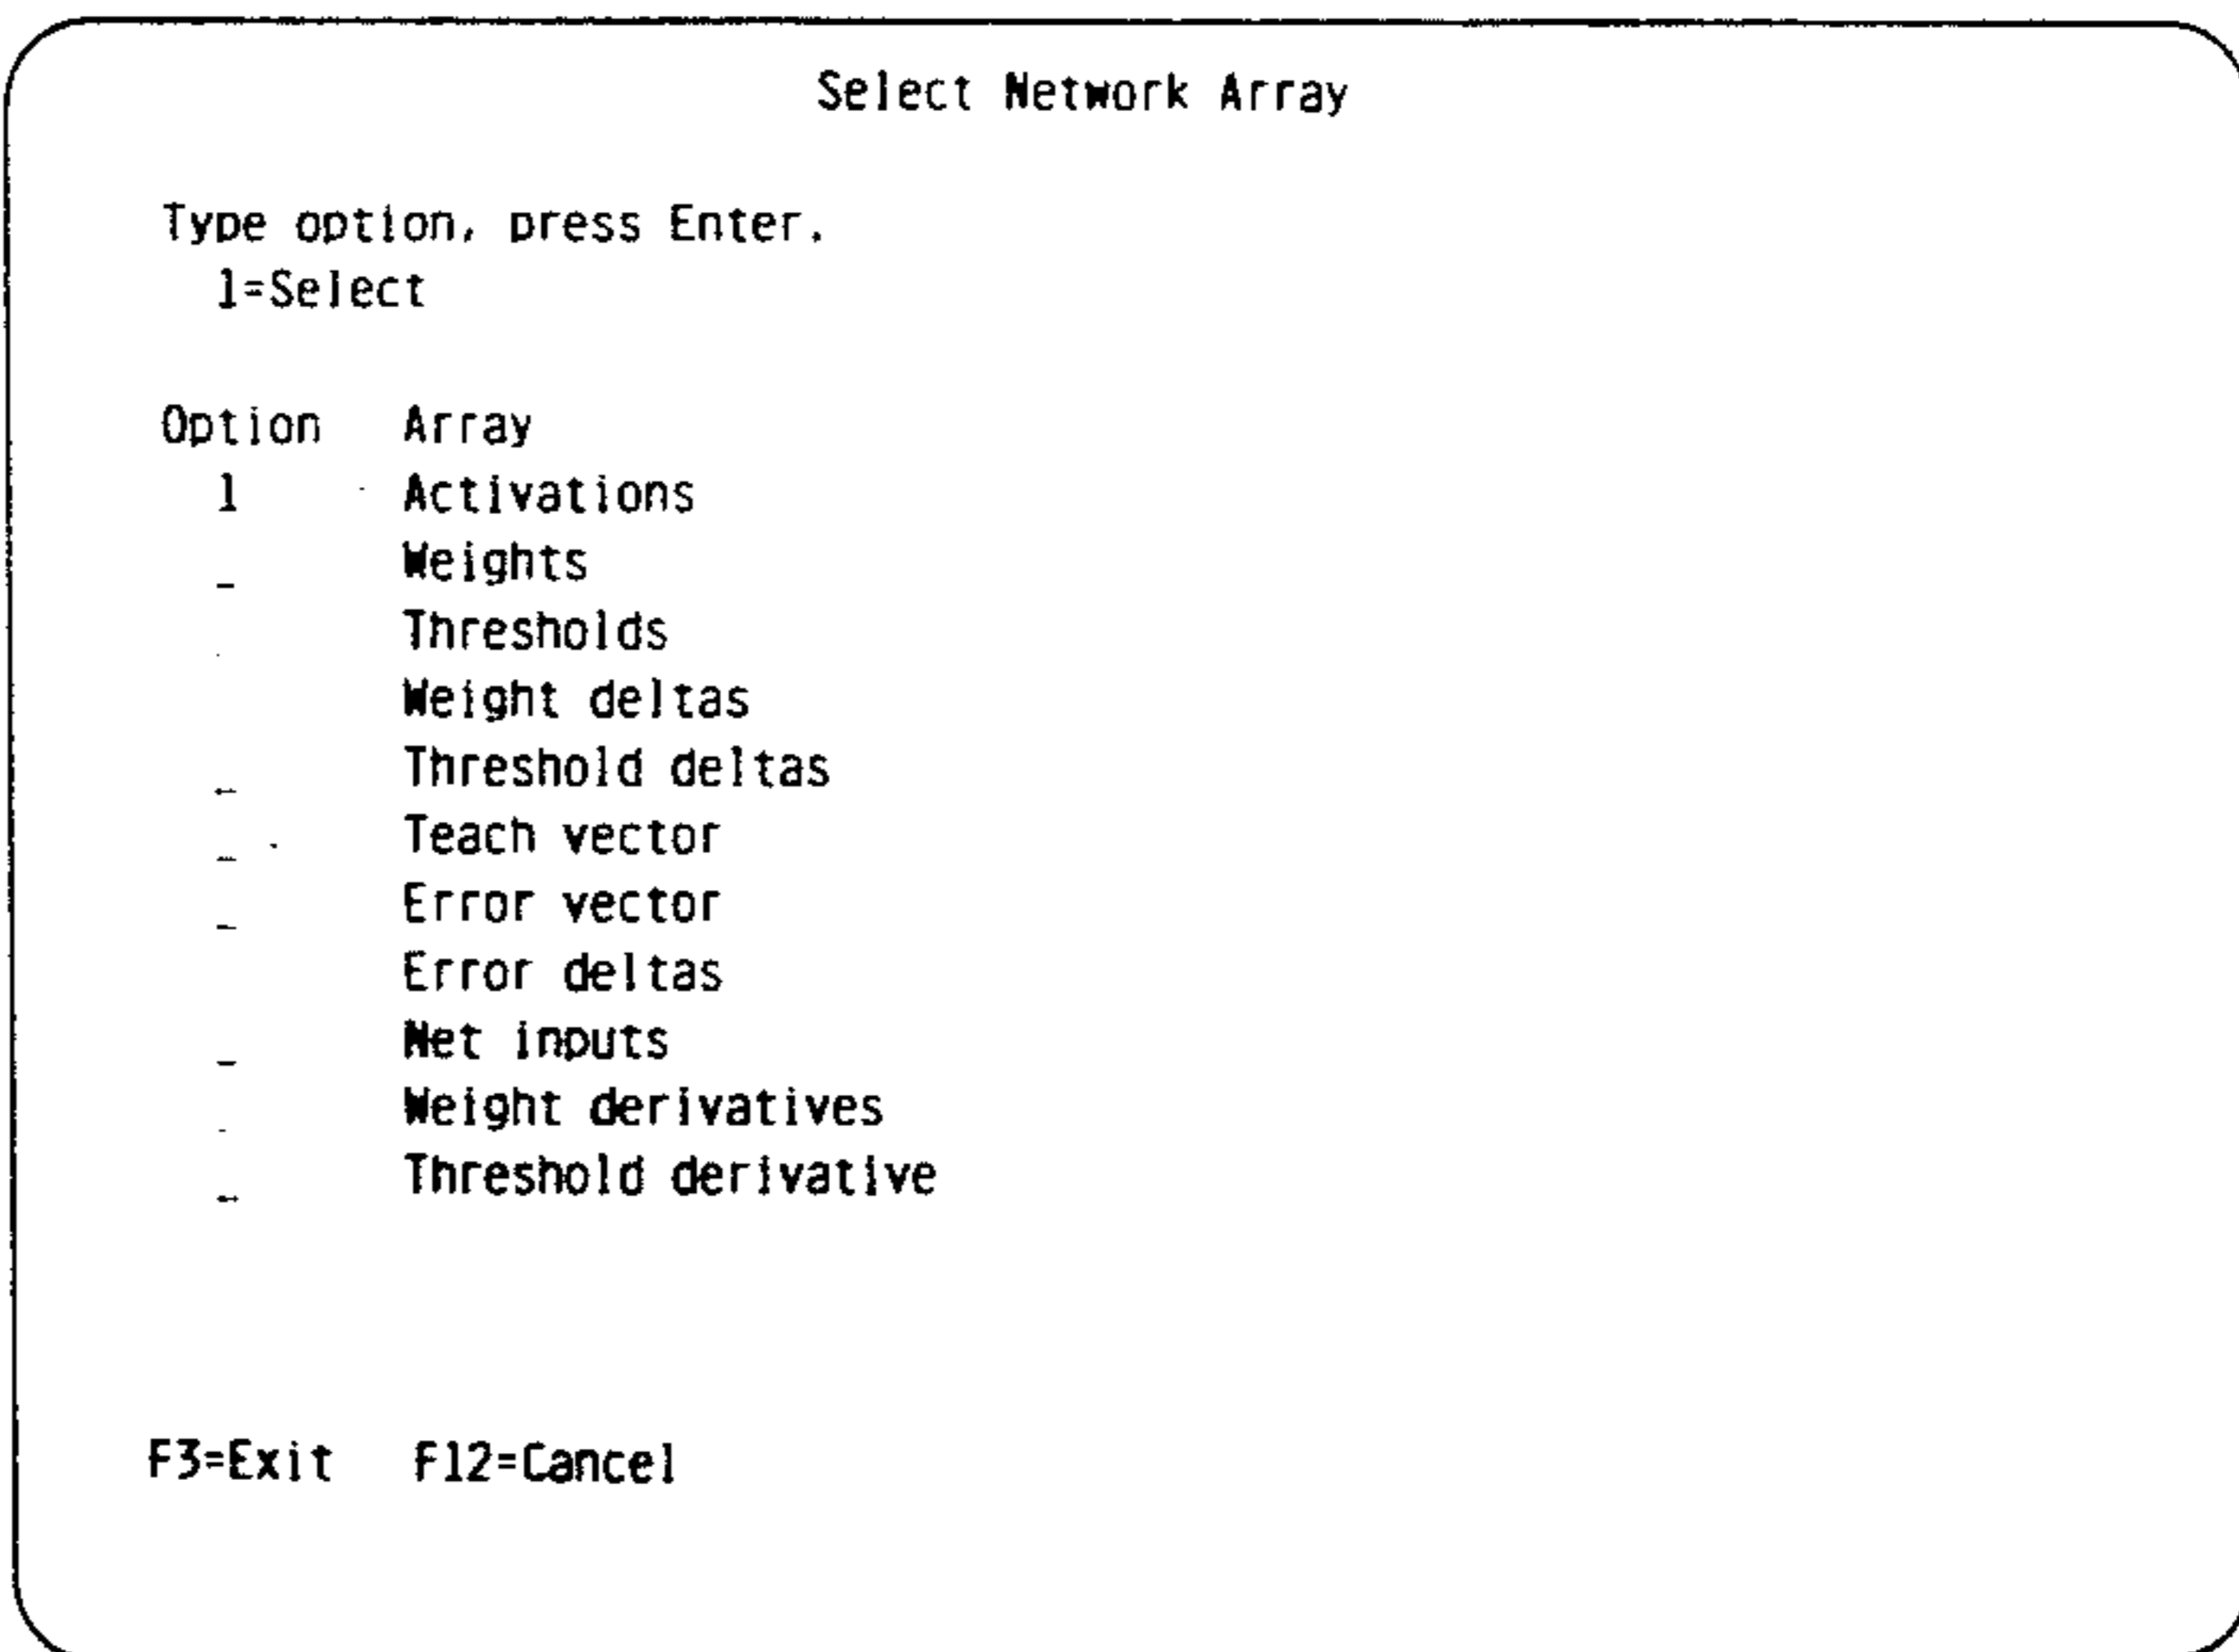 Select Network Array
Type option, press Enter.
1=Select
Option Array
1 Activations
_ Weights
Thresholds
Weight deltas
_ Threshold deltas
_ Teach vector
_ Error vector
Error deltas
_ Net inputs
_ Weight derivatives
_ Threshold derivative
F3=Exit F12=Cancel